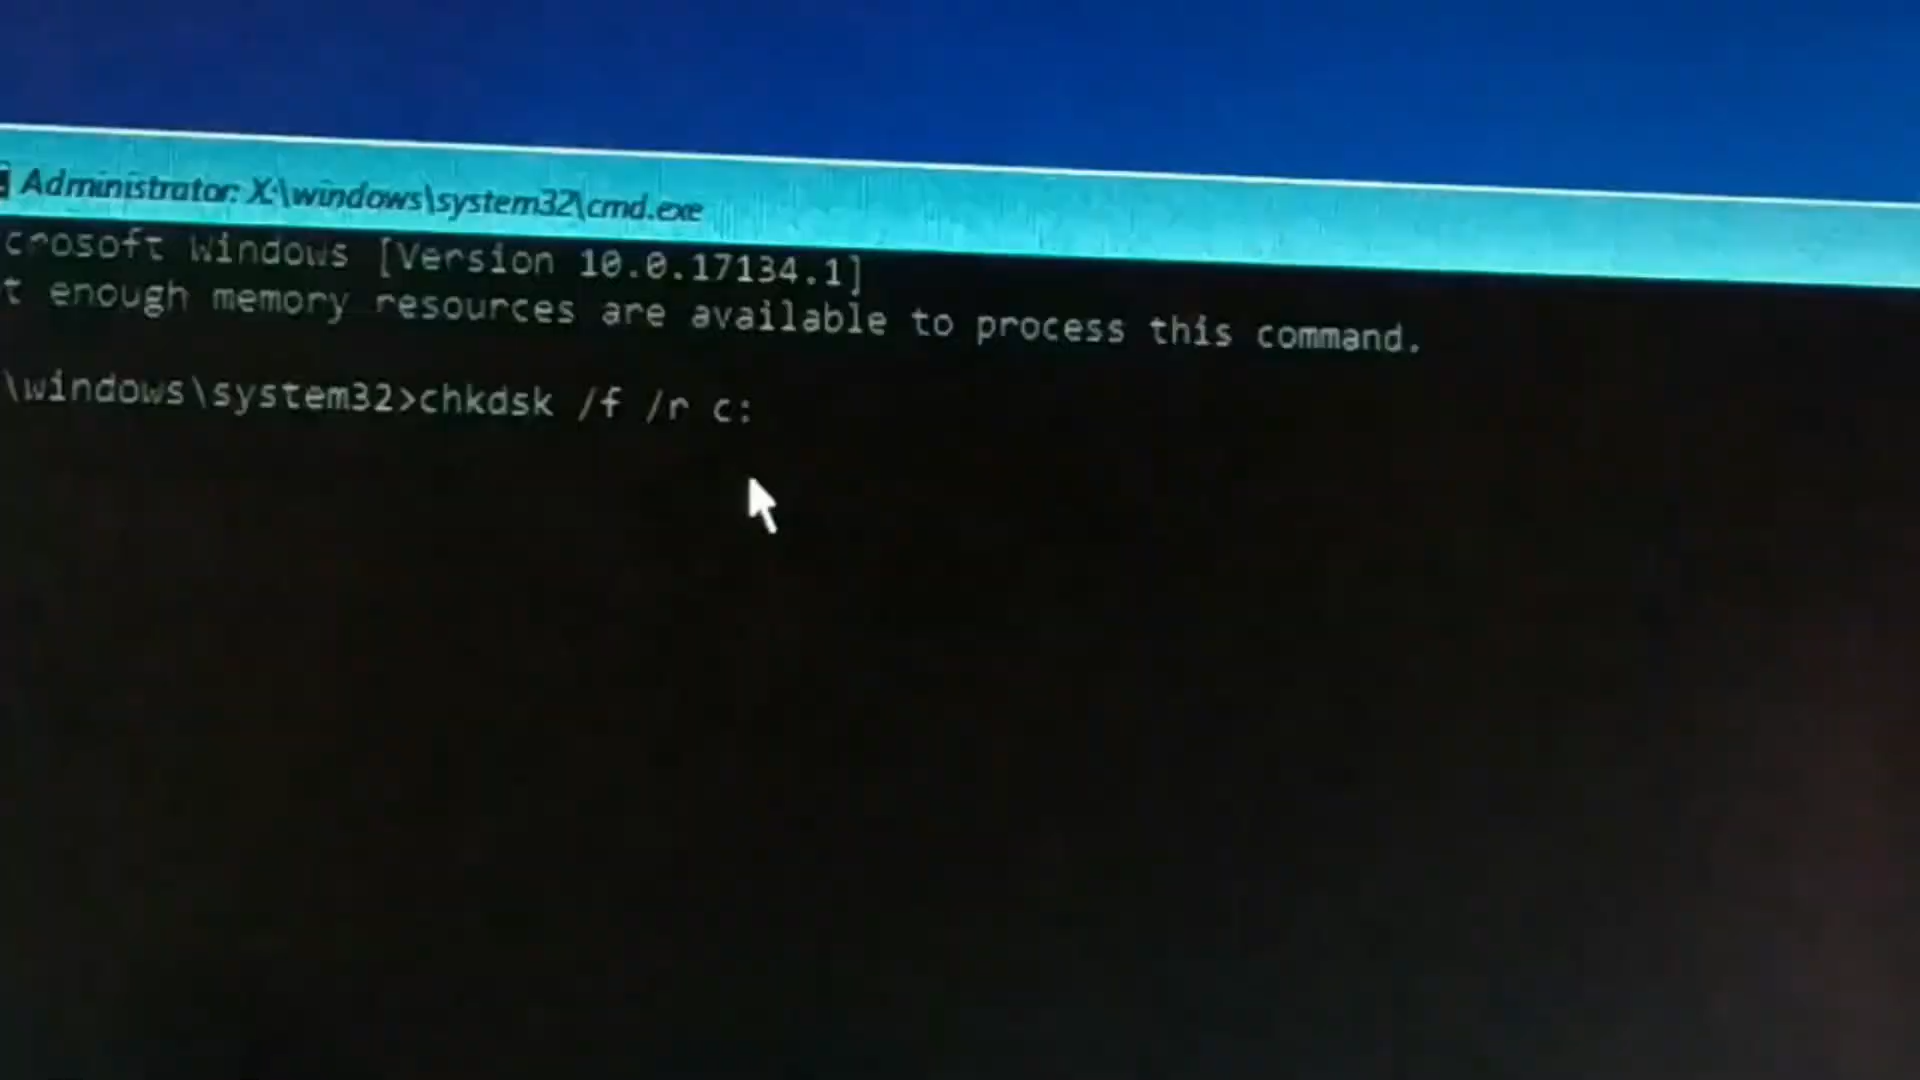 Administrator: X:\windows\system32\cmd.exe
crosoft Windows [Version 10.0.17134.1]
t enough memory resources are available to process this command.
\windows\system32>chkdsk /f /r c: